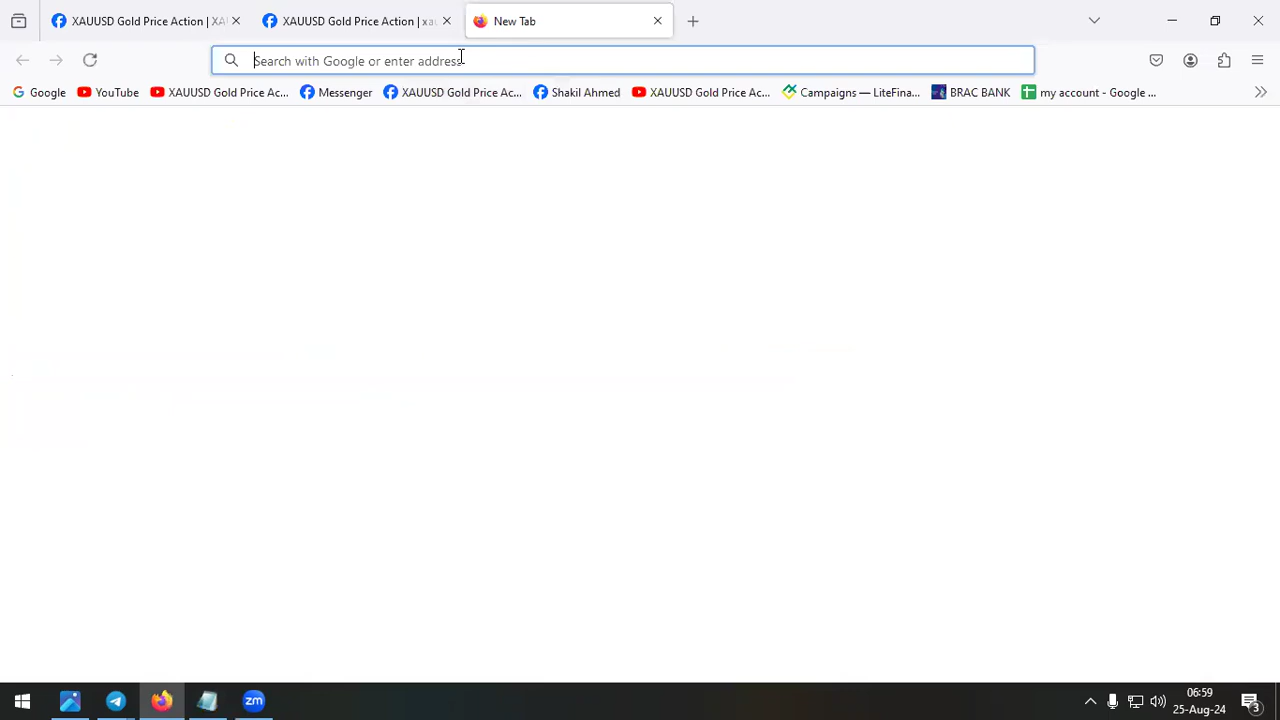 XAUUSD Gold Price Action | XA
XAUUSD Gold Price Action | xau
New Tab
Search with Google or enter address
Google
YouTube
XAUUSD Gold Price Ac...
Messenger
XAUUSD Gold Price Ac...
Shakil Ahmed
XAUUSD Gold Price Ac...
Campaigns — LiteFina...
BRAC BANK
my account - Google ...
zm
06:59
25-Aug-24
3